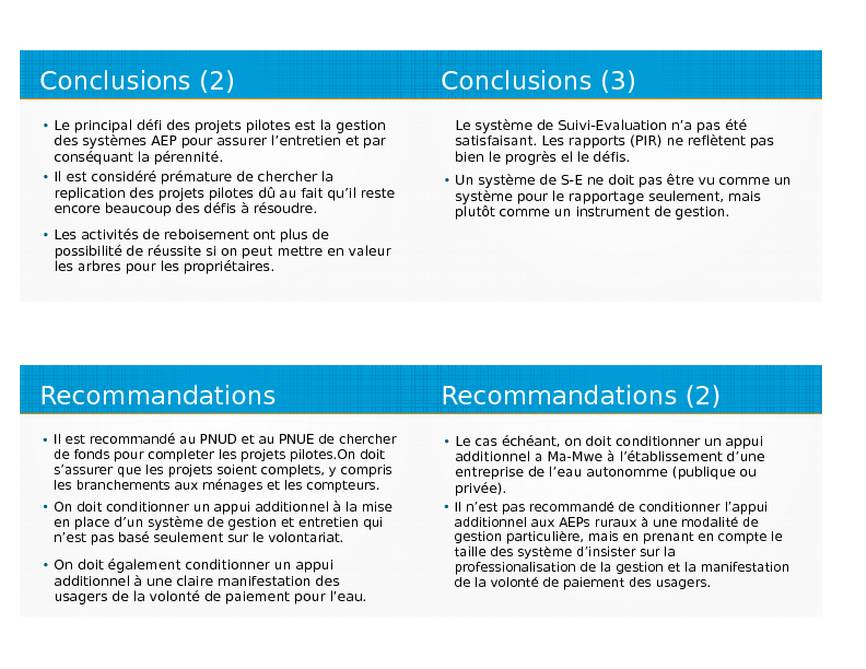 Conclusions (2)
• Le principal défi des projets pilotes est la gestion
des systèmes AEP pour assurer l’entretien et par
conséquant la pérennité.
• Il est considéré prémature de chercher la
replication des projets pilotes dû au fait qu’il reste
encore beaucoup des défis à résoudre.
• Les activités de reboisement ont plus de
possibilité de réussite si on peut mettre en valeur
les arbres pour les propriétaires.
Conclusions (3)
Le système de Suivi-Evaluation n’a pas été
satisfaisant. Les rapports (PIR) ne reflètent pas
bien le progrès el le défis.
• Un système de S-E ne doit pas être vu comme un
système pour le rapportage seulement, mais
plutôt comme un instrument de gestion.
Recommandations
• Il est recommandé au PNUD et au PNUE de chercher
de fonds pour completer les projets pilotes.On doit
s’assurer que les projets soient complets, y compris
les branchements aux ménages et les compteurs.
• On doit conditionner un appui additionnel à la mise
en place d’un système de gestion et entretien qui
n’est pas basé seulement sur le volontariat.
• On doit également conditionner un appui
additionnel à une claire manifestation des
usagers de la volonté de paiement pour l’eau.
Recommandations (2)
• Le cas échéant, on doit conditionner un appui
additionnel a Ma-Mwe à l’établissement d’une
entreprise de l’eau autonome (publique ou
privée).
• Il n’est pas recommandé de conditionner l’appui
additionnel aux AEPs ruraux à une modalité de
gestion particulière, mais en prenant en compte le
taille des système d’insister sur la
professionalisation de la gestion et la manifestation
de la volonté de paiement des usagers.